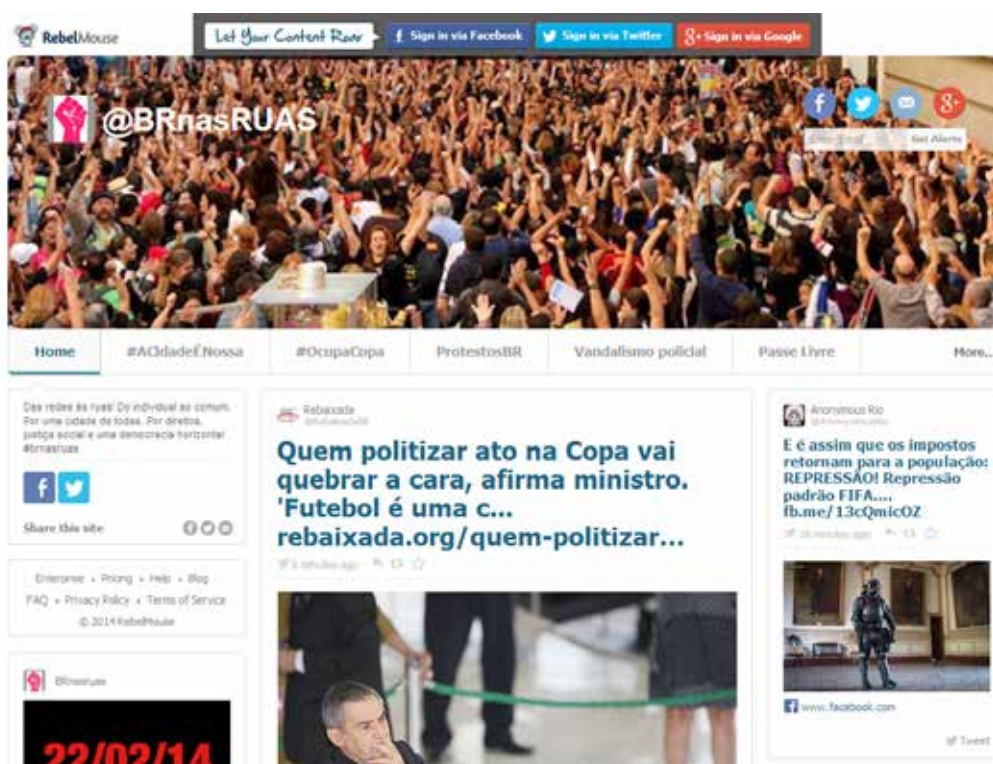 RebelMouse
Let Your Content Roar
f Sign in via Facebook
Sign in via Twitter
8+ Sign in via Google
@BRnasRUAS
Get Alerts
Home
#ACIdadeÉNossa
#OcupaCopa
ProtestosBR
Vandalismo policial
Passe Livre
More...
Das redes às ruas! Do individual ao comum.
Por uma cidade de todas. Por direitos,
justiça social e uma democracia horizontal
#brnasruas
Share this site
Enterprise • Pricing • Help • Blog
FAQ • Privacy Policy • Terms of Service
© 2014 RebelMouse
BRnasruas
22/02/14
Rebaixada
Quem politizar ato na Copa vai
quebrar a cara, afirma ministro.
'Futebol é uma c...
rebaixada.org/quem-politizar...
Anonymous Rio
E é assim que os impostos
retornam para a população:
REPRESSÃO! Repressão
padrão FIFA....
fb.me/13cQmicOZ
www.facebook.com
Tweet